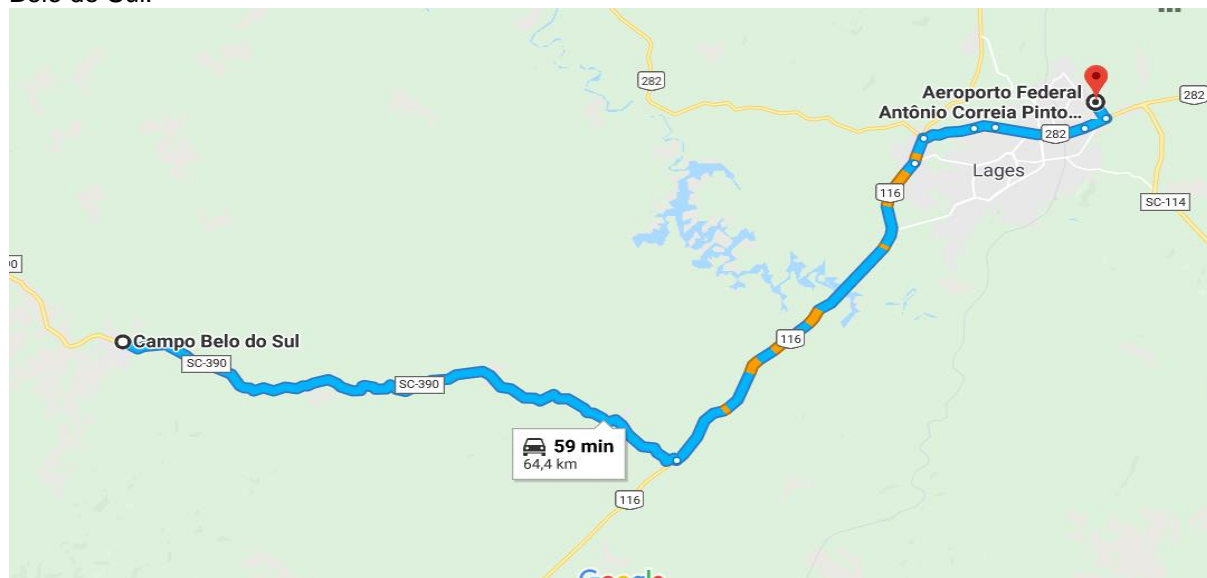 Belo do Sul.
282
Aeroporto Federal
Antônio Correia Pinto...
282
282
Lages
116
SC-114
Campo Belo do Sul
SC-390
SC-390
116
59 min
64,4 km
116
Google